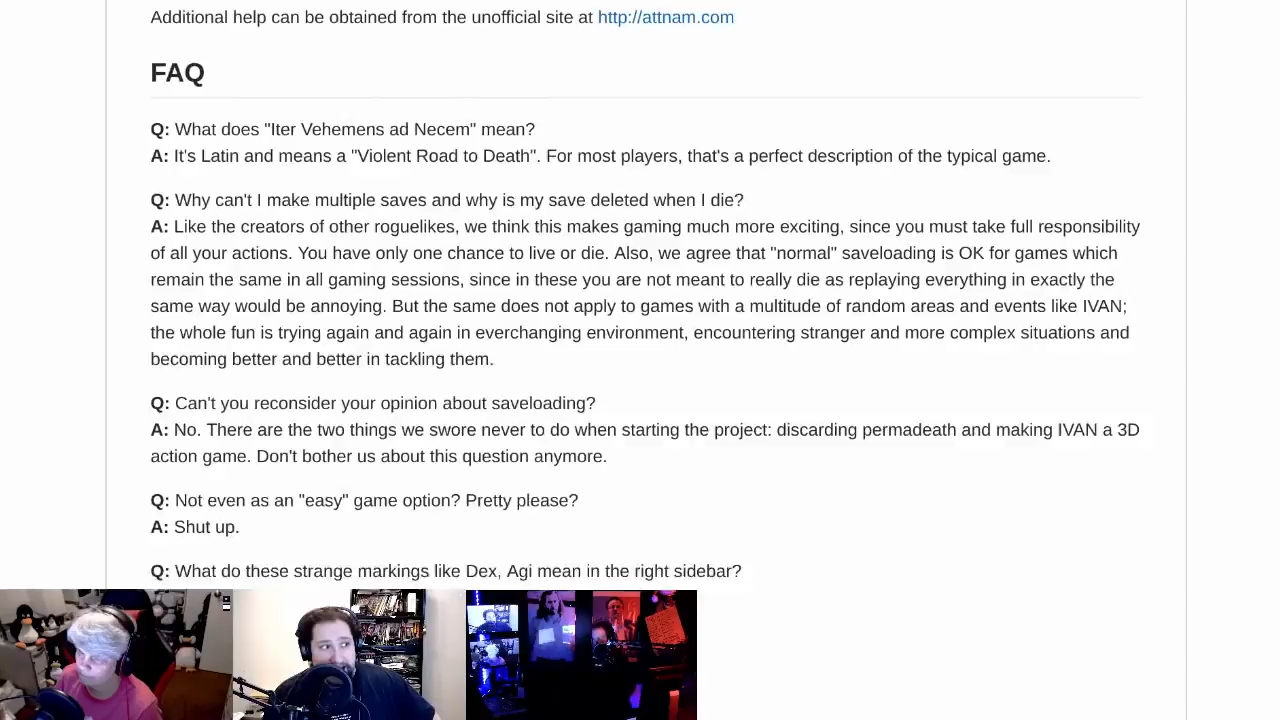 Additional help can be obtained from the unofficial site at http://attnam.com
FAQ
Q: What does "Iter Vehemens ad Necem" mean?
A: It's Latin and means a "Violent Road to Death". For most players, that's a perfect description of the typical game.
Q: Why can't I make multiple saves and why is my save deleted when I die?
A: Like the creators of other roguelikes, we think this makes gaming much more exciting, since you must take full responsibility
of all your actions. You have only one chance to live or die. Also, we agree that "normal" saveloading is OK for games which
remain the same in all gaming sessions, since in these you are not meant to really die as replaying everything in exactly the
same way would be annoying. But the same does not apply to games with a multitude of random areas and events like IVAN;
the whole fun is trying again and again in everchanging environment, encountering stranger and more complex situations and
becoming better and better in tackling them.
Q: Can't you reconsider your opinion about saveloading?
A: No. There are the two things we swore never to do when starting the project: discarding permadeath and making IVAN a 3D
action game. Don't bother us about this question anymore.
Q: Not even as an "easy" game option? Pretty please?
A: Shut up.
Q: What do these strange markings like Dex, Agi mean in the right sidebar?